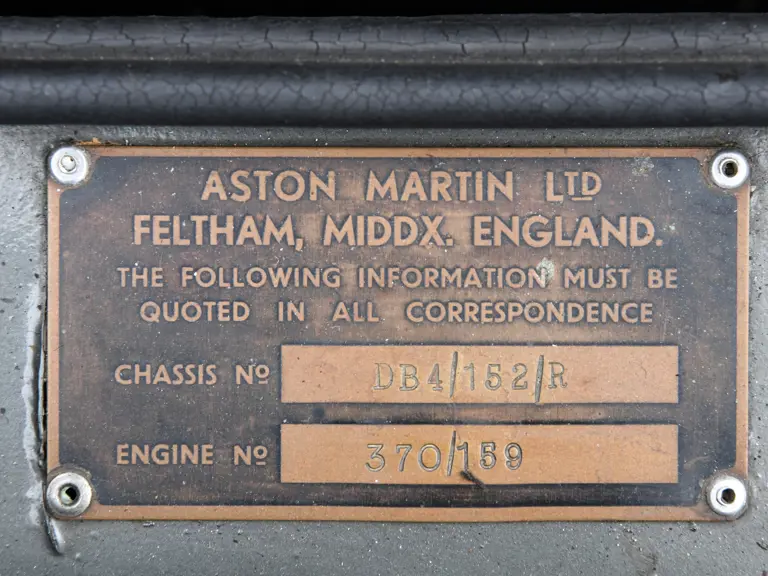 ASTON MARTIN LTD
FELTHAM, MIDDX. ENGLAND.
THE FOLLOWING INFORMATION MUST BE
QUOTED IN ALL CORRESPONDENCE
CHASSIS No DB4/152/R
ENGINE No 370/159